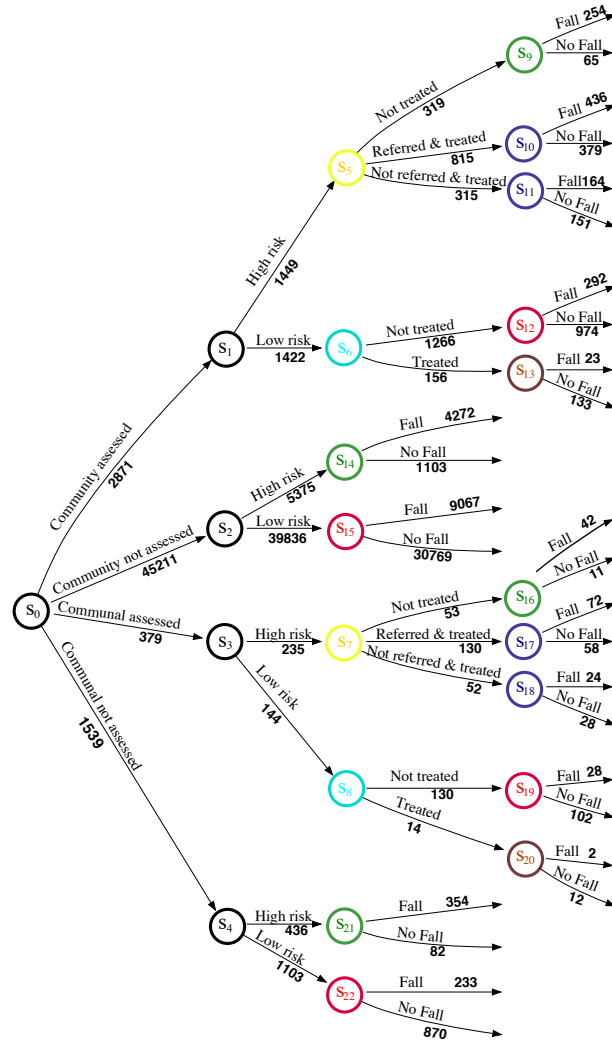 Fall 254
S9
No Fall
65
Not treated
319
Fall 436
Referred & treated
815
S10
No Fall
379
S5
Not referred & treated
315
S11
Fall 164
No Fall
151
High risk
1449
Fall 292
S12
No Fall
974
Not treated
1266
S1
Low risk
1422
S6
Treated
156
S13
Fall 23
No Fall
133
Community assessed
2871
Fall 4272
S14
No Fall
1103
High risk
5375
S2
Low risk
39836
S15
Fall 9067
No Fall
30769
Community not assessed
45211
Fall 42
S16
No Fall
11
Not treated
53
S0
Communal assessed
379
S3
High risk
235
S7
Referred & treated
130
S17
Fall 72
No Fall
58
Not referred & treated
52
S18
Fall 24
No Fall
28
Low risk
144
S8
Not treated
130
S19
Fall 28
No Fall
102
Treated
14
S20
Fall 2
No Fall
12
Communal not assessed
1539
S4
High risk
436
S21
Fall 354
No Fall
82
Low risk
1103
S22
Fall 233
No Fall
870